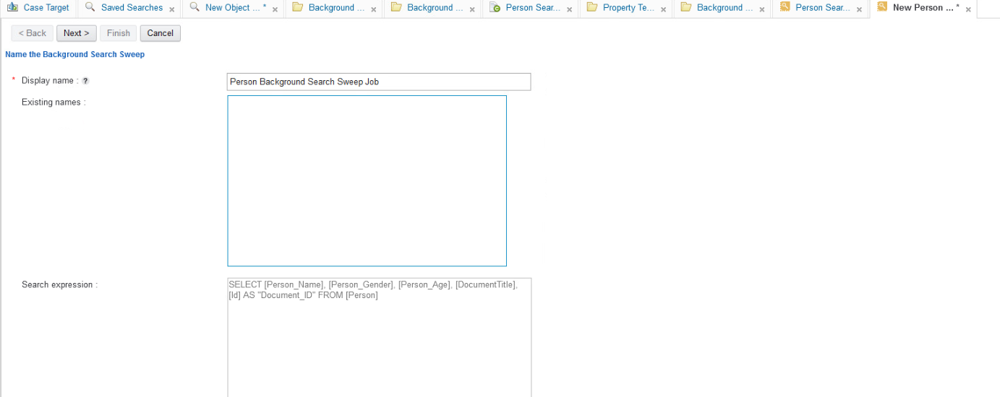 Case Target Saved Searches × New Object ... * × Background ... × Background ... × Person Sear... × Property Te... × Background ... × Person Sear... × New Person ... * ×
< Back Next > Finish Cancel
Name the Background Search Sweep
* Display name : ? Person Background Search Sweep Job
Existing names :
Search expression : SELECT [Person_Name], [Person_Gender], [Person_Age], [DocumentTitle],
[Id] AS "Document_ID" FROM [Person]